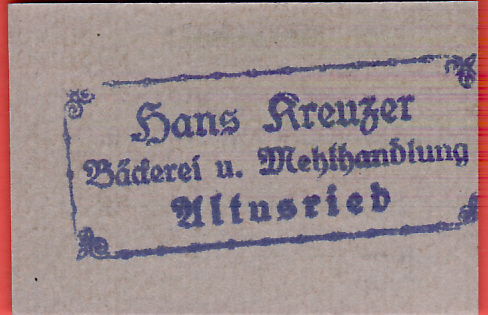 Hans Kreuzer
Bäckerei u. Mehlhandlung
Altusried